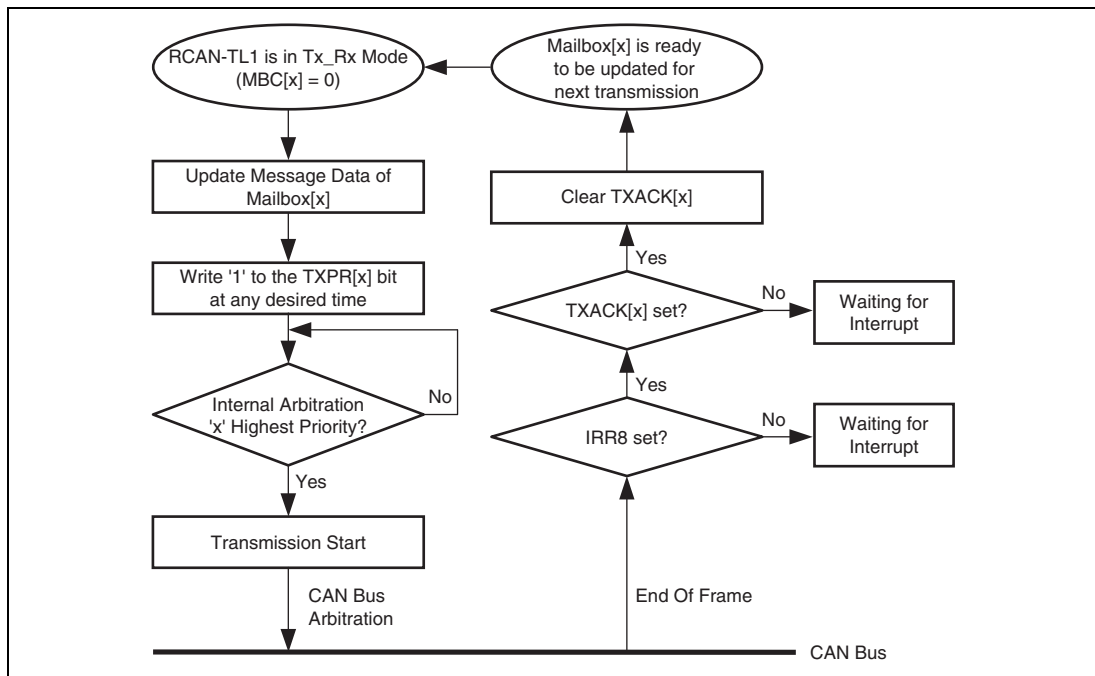 RCAN-TL1 is in Tx_Rx Mode
(MBC[x] = 0)
Update Message Data of
Mailbox[x]
Write '1' to the TXPR[x] bit
at any desired time
No
Internal Arbitration
'x' Highest Priority?
Yes
Transmission Start
CAN Bus
Arbitration
Mailbox[x] is ready
to be updated for
next transmission
Clear TXACK[x]
Yes
TXACK[x] set?
No
Waiting for
Interrupt
Yes
IRR8 set?
No
Waiting for
Interrupt
End Of Frame
CAN Bus